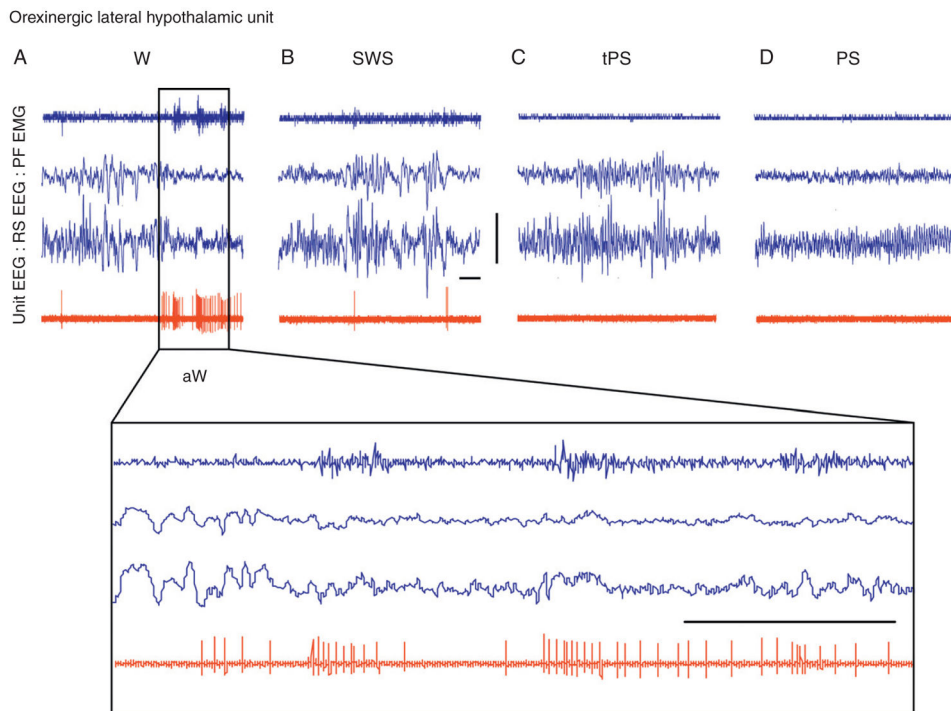 Orexinergic lateral hypothalamic unit
A W B SWS C tPS D PS
Unit EEG : RS EEG : PF EMG
aW